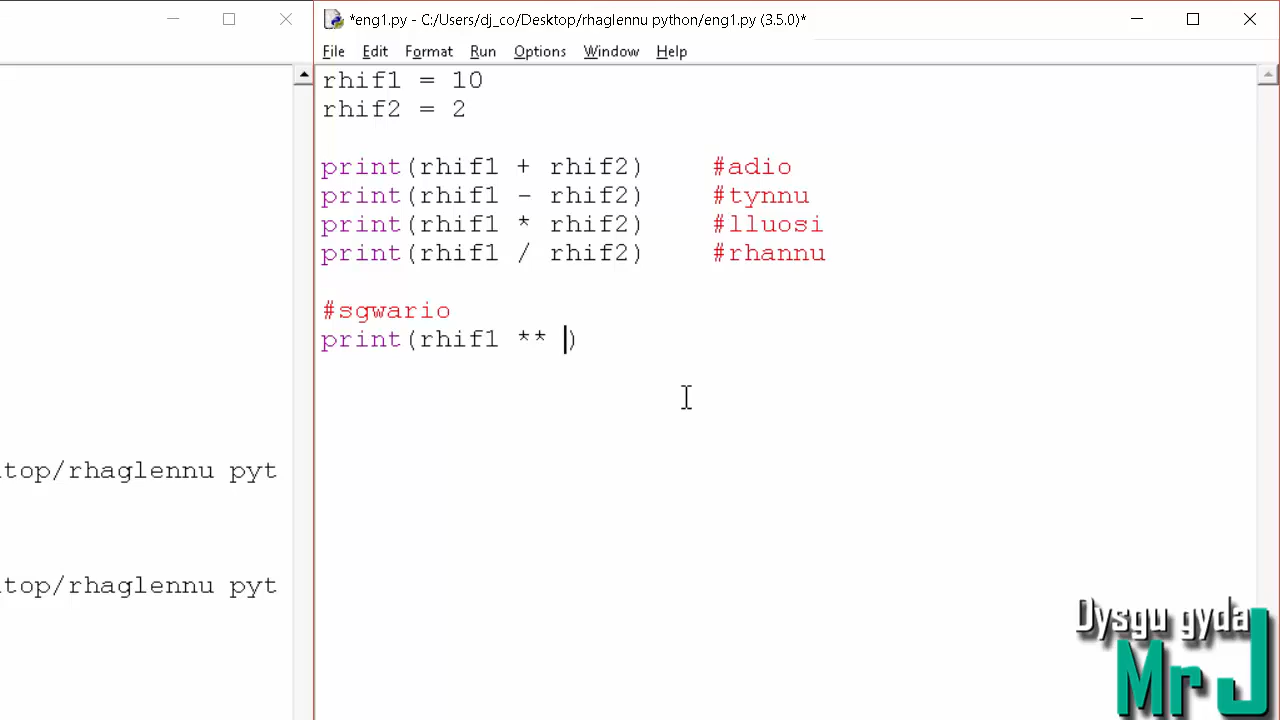 *eng1.py - C:/Users/dj_co/Desktop/rhaglennu python/eng1.py (3.5.0)*
File Edit Format Run Options Window Help
rhif1 = 10
rhif2 = 2
print(rhif1 + rhif2) #adio
print(rhif1 - rhif2) #tynnu
print(rhif1 * rhif2) #lluosi
print(rhif1 / rhif2) #rhannu
#sgwario
print(rhif1 ** )
top/rhaglennu pyt
top/rhaglennu pyt
Dysgu gyda
Mr J